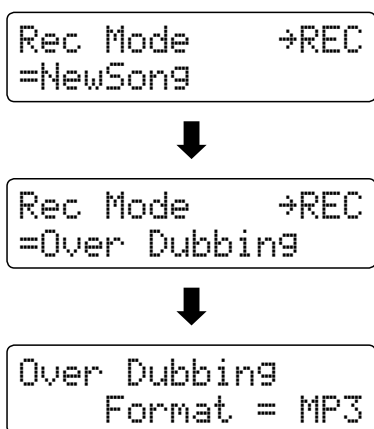 Rec Mode →REC
=NewSong
Rec Mode →REC
=Over Dubbing
Over Dubbing
Format = MP3